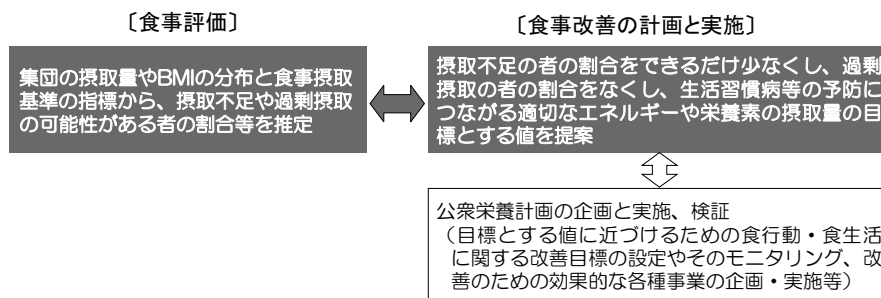 〔食事評価〕
集団の摂取量やBMIの分布と食事摂取
基準の指標から、摂取不足や過剰摂取
の可能性がある者の割合等を推定
〔食事改善の計画と実施〕
摂取不足の者の割合をできるだけ少なくし、過剰
摂取の者の割合をなくし、生活習慣病等の予防に
つながる適切なエネルギーや栄養素の摂取量の目
標とする値を提案
公衆栄養計画の企画と実施、検証
（目標とする値に近づけるための食行動・食生活
に関する改善目標の設定やそのモニタリング、改
善のための効果的な各種事業の企画・実施等）